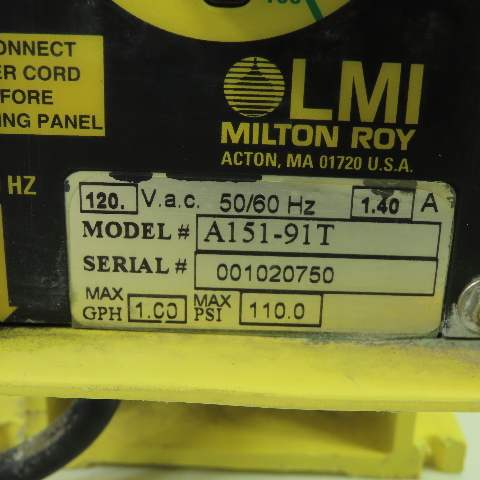 ONNECT
ER CORD
FORE
ING PANEL
LMI
MILTON ROY
ACTON, MA 01720 U.S.A.
HZ
120. V.a.c. 50/60 Hz 1.40 A
MODEL # A151-91T
SERIAL # 001020750
MAX GPH 1.00 MAX PSI 110.0